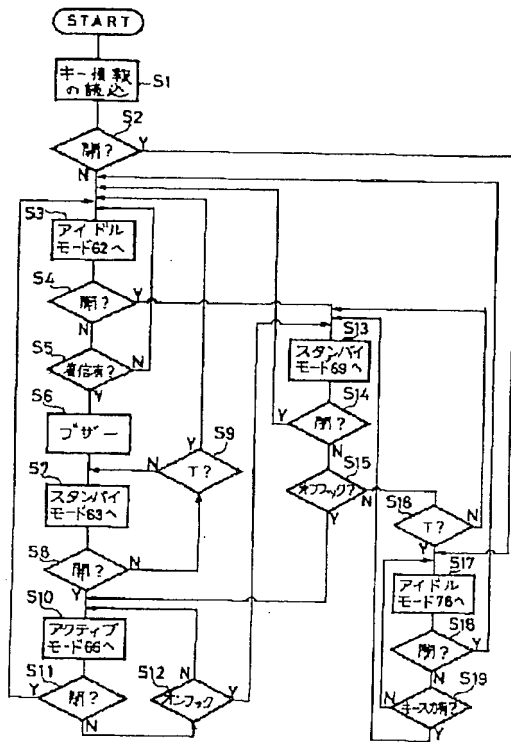 START
キー
の読込
S1
S2
開?
Y
N
S3
アイドル
モード62へ
S4
開?
Y
N
S5
着信有?
N
Y
S6
ブザー
S7
スタンバイ
モード63へ
S8
開?
N
Y
S9
T?
N
Y
S10
アクティブ
モード66へ
S11
閉?
Y
N
S12
オンフック
N
Y
S13
スタンバイ
モード69へ
S14
閉?
Y
N
S15
オフフック?
N
Y
S16
T?
N
Y
S17
アイドル
モード76へ
S18
閉?
Y
N
S19
キー入力有?
N
Y